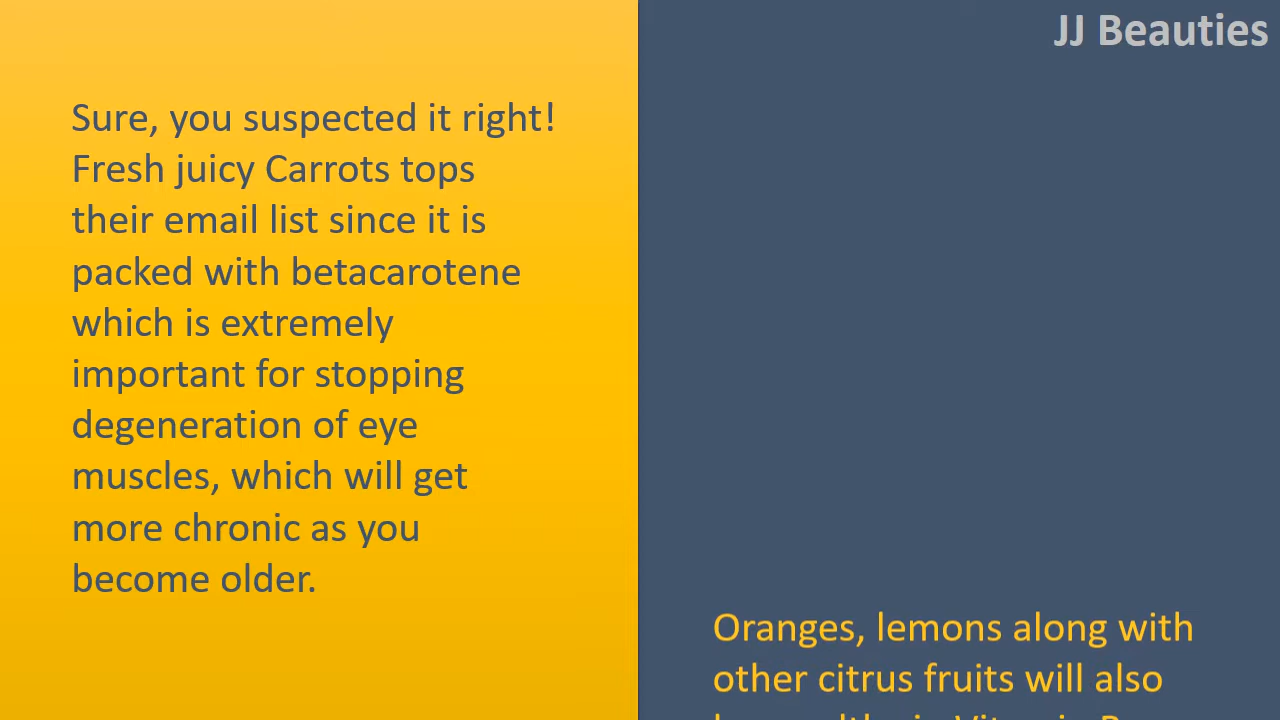 JJ Beauties
Sure, you suspected it right!
Fresh juicy Carrots tops
their email list since it is
packed with betacarotene
which is extremely
important for stopping
degeneration of eye
muscles, which will get
more chronic as you
become older.
Oranges, lemons along with
other citrus fruits will also